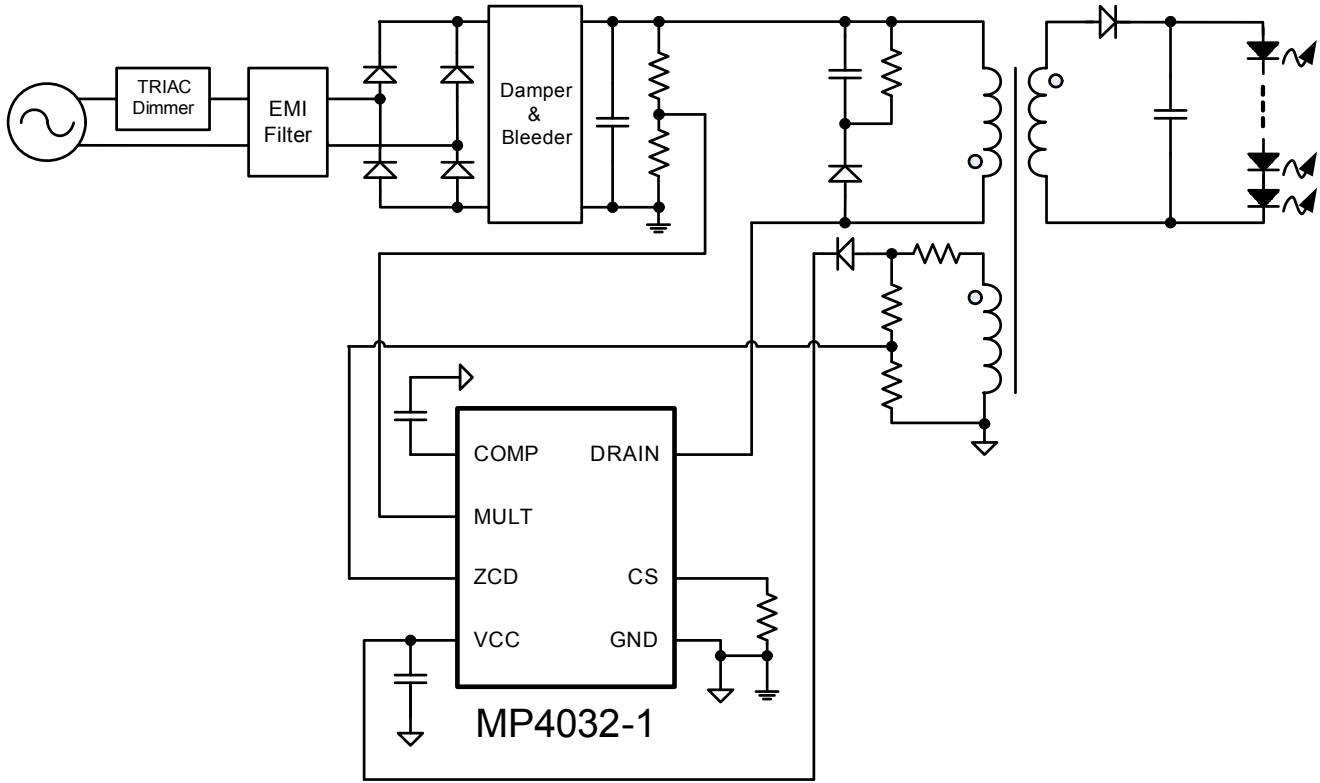 TRIAC
Dimmer
EMI
Filter
Damper
&
Bleeder
COMP
DRAIN
MULT
ZCD
CS
VCC
GND
MP4032-1